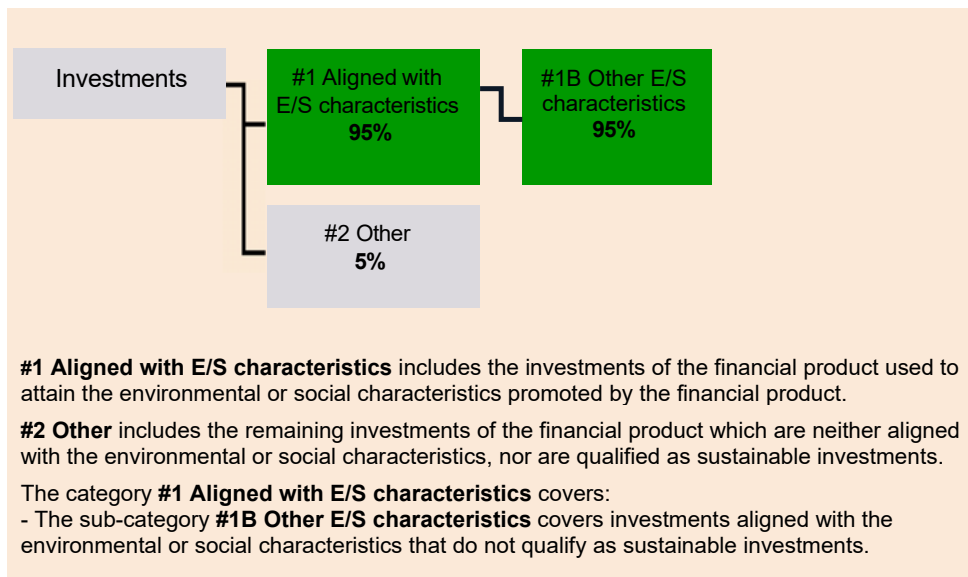 Investments
#1 Aligned with
E/S characteristics
95%
#1B Other E/S
characteristics
95%
#2 Other
5%
#1 Aligned with E/S characteristics includes the investments of the financial product used to
attain the environmental or social characteristics promoted by the financial product.
#2 Other includes the remaining investments of the financial product which are neither aligned
with the environmental or social characteristics, nor are qualified as sustainable investments.
The category #1 Aligned with E/S characteristics covers:
- The sub-category #1B Other E/S characteristics covers investments aligned with the
environmental or social characteristics that do not qualify as sustainable investments.